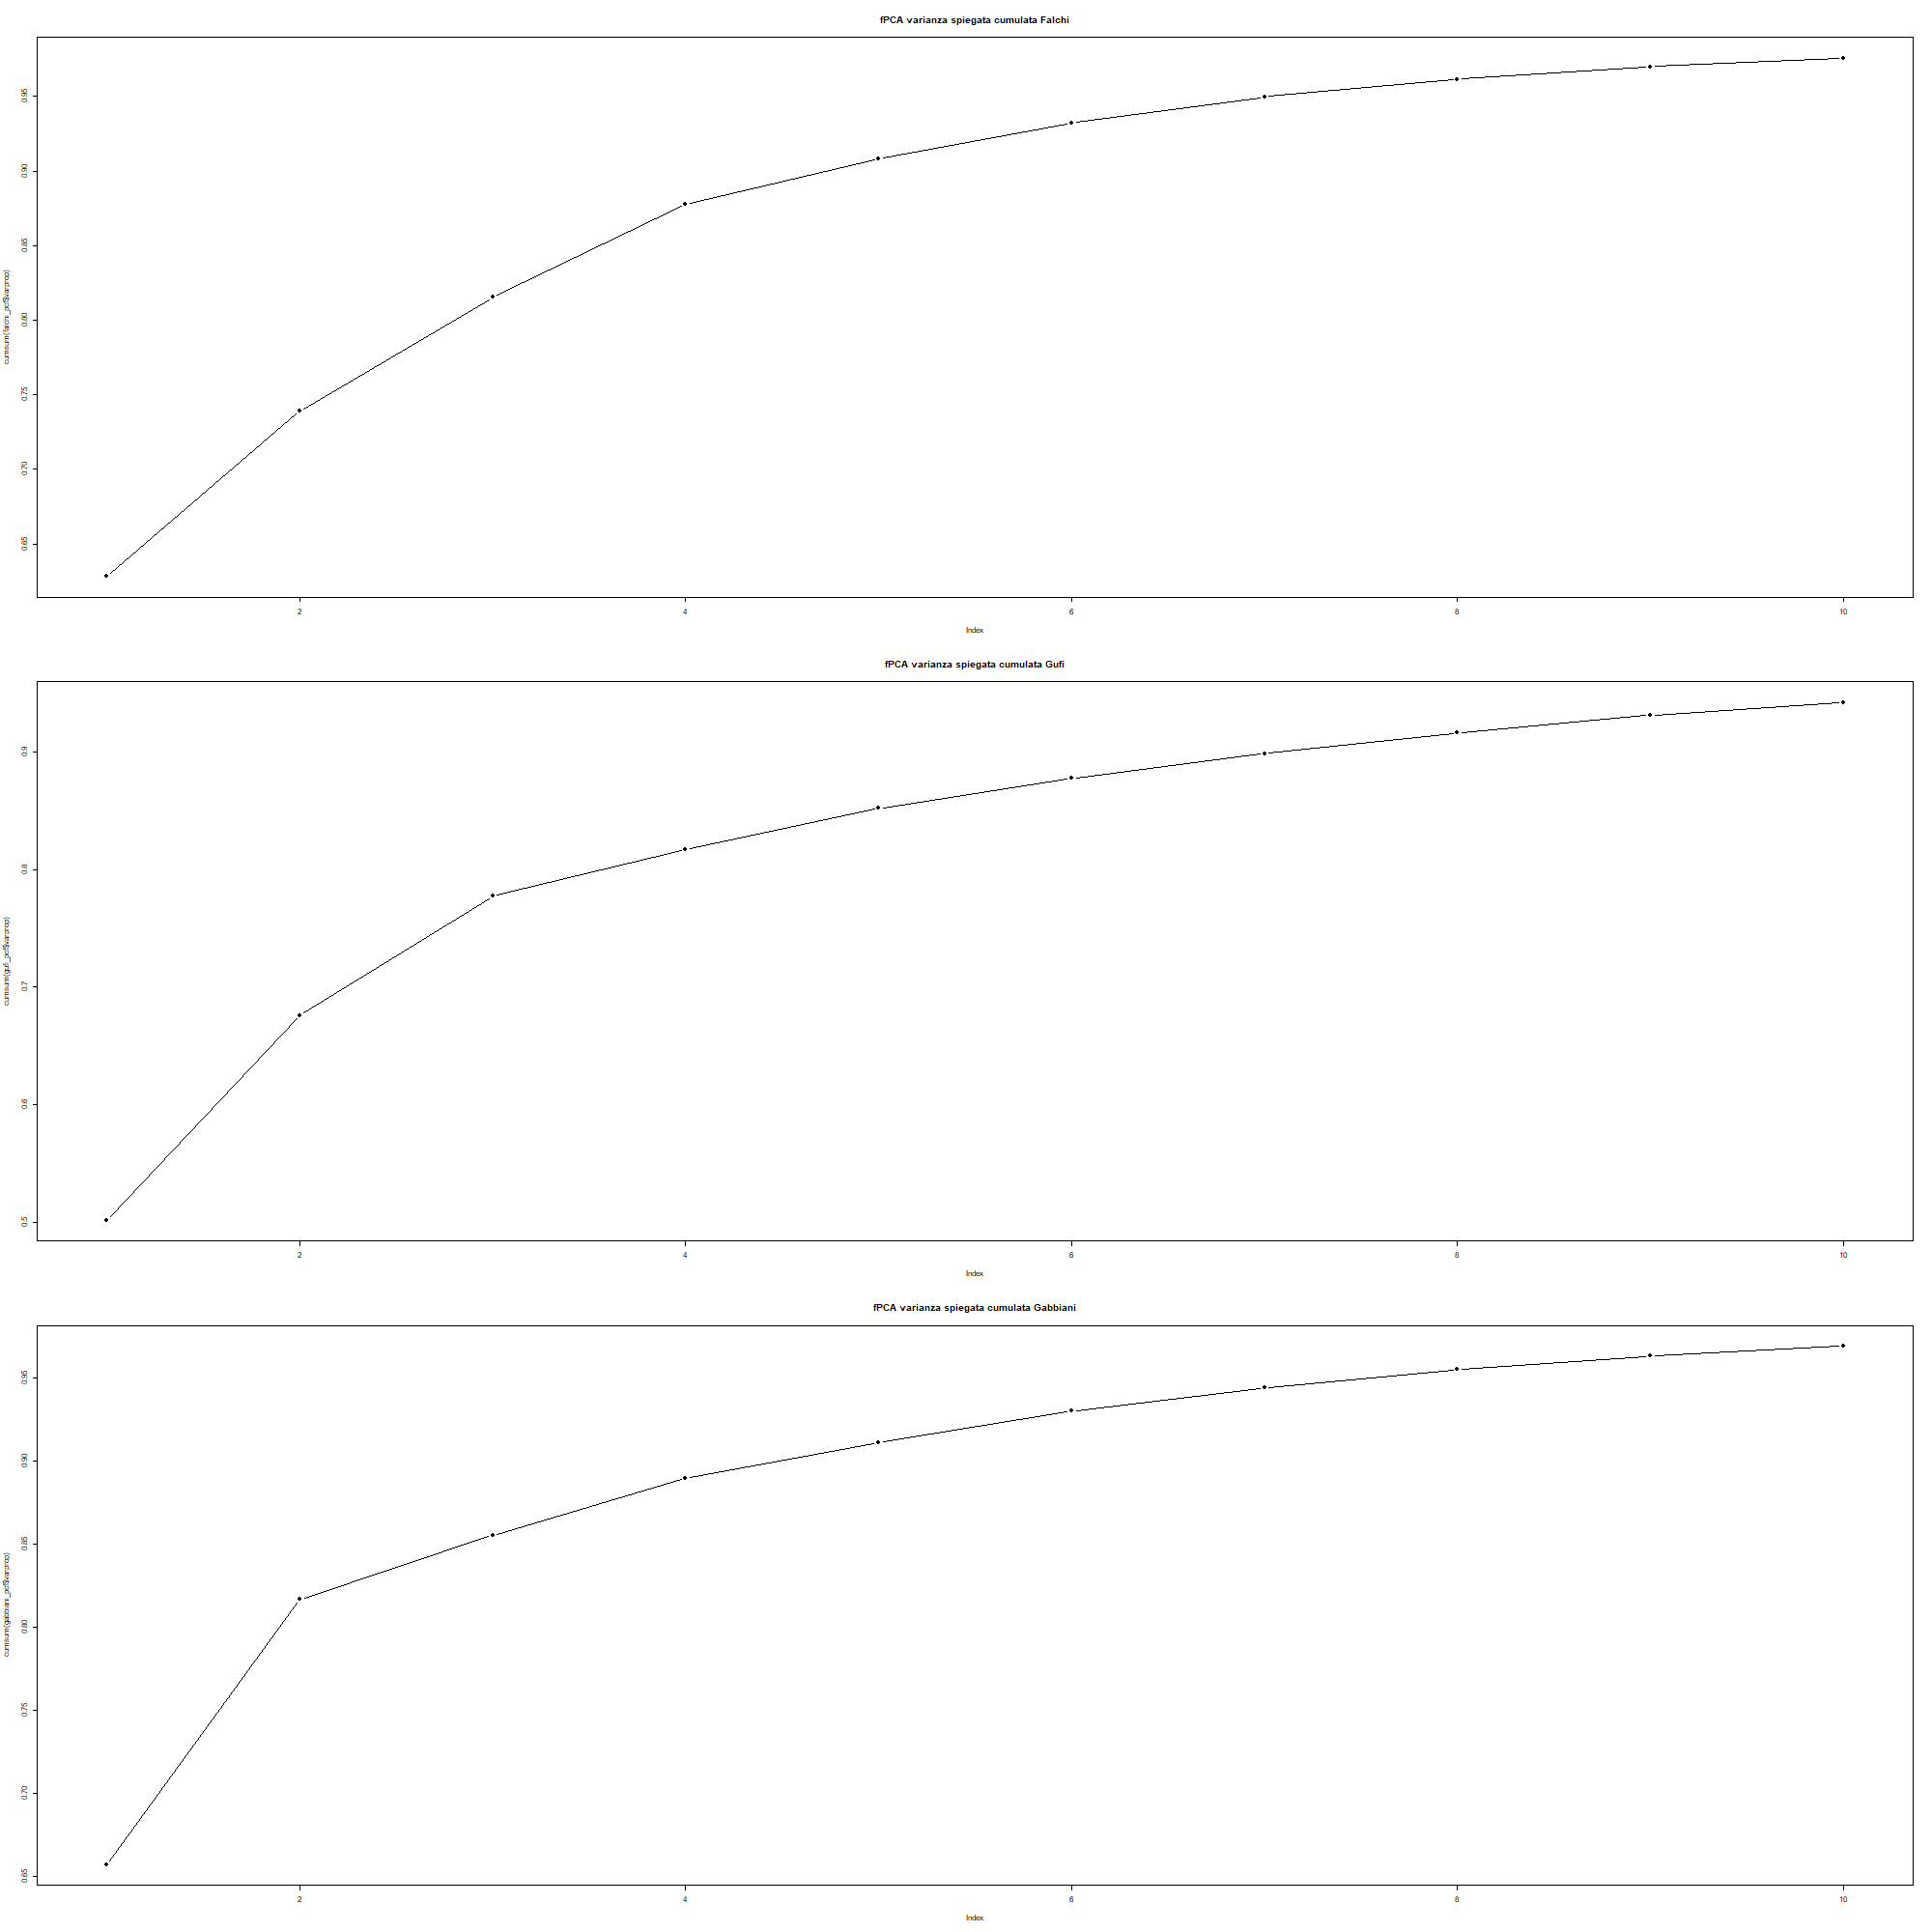 fPCA varianza spiegata cumulata Falchi
cumsum(falchi_pcf$varprop)
0.95
0.90
0.85
0.80
0.75
0.70
0.65
2 4 6 8 10
Index
fPCA varianza spiegata cumulata Gufi
cumsum(gufi_pcf$varprop)
0.9
0.8
0.7
0.6
0.5
2 4 6 8 10
Index
fPCA varianza spiegata cumulata Gabbiani
cumsum(gabbiani_pcf$varprop)
0.95
0.90
0.85
0.80
0.75
0.70
0.65
2 4 6 8 10
Index